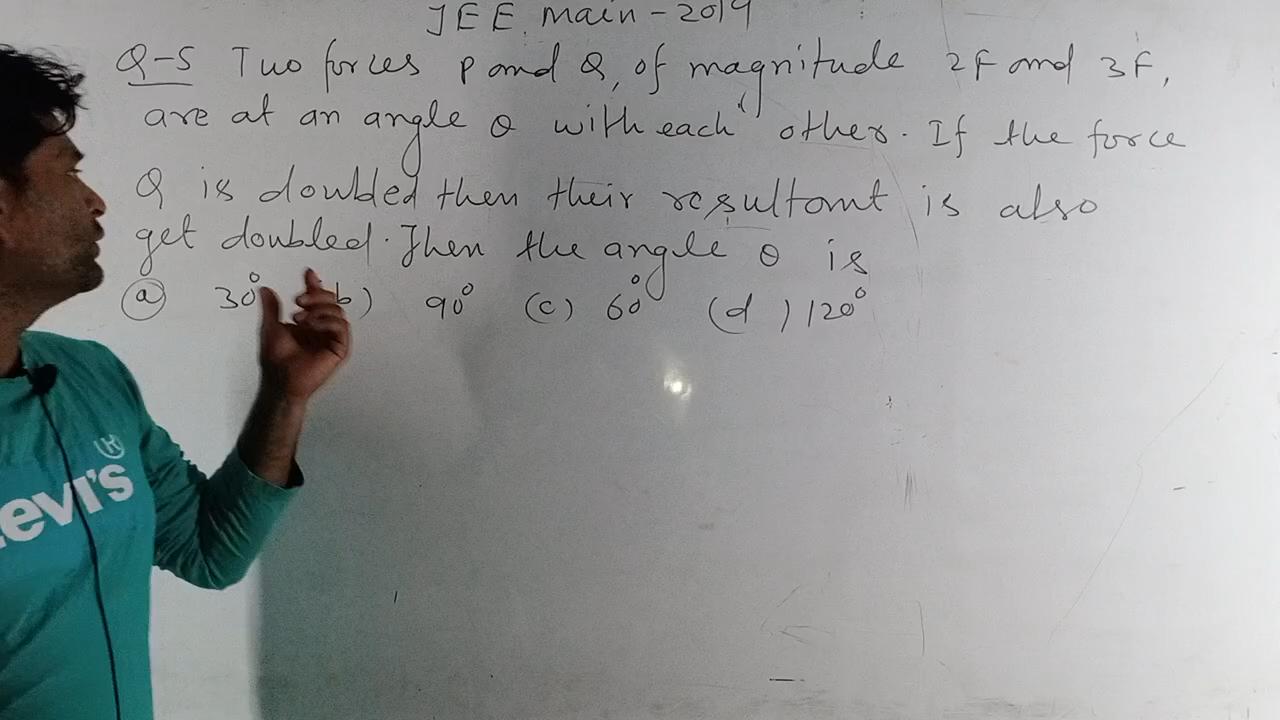 JEE Main - 2019
Q-5 Two forces P and Q, of magnitude 2F and 3F,
are at an angle θ with each other. If the force
Q is doubled then their resultant is also
get doubled. Then the angle θ is
(a) 30° b) 90° (c) 60° (d) 120°
Levi's